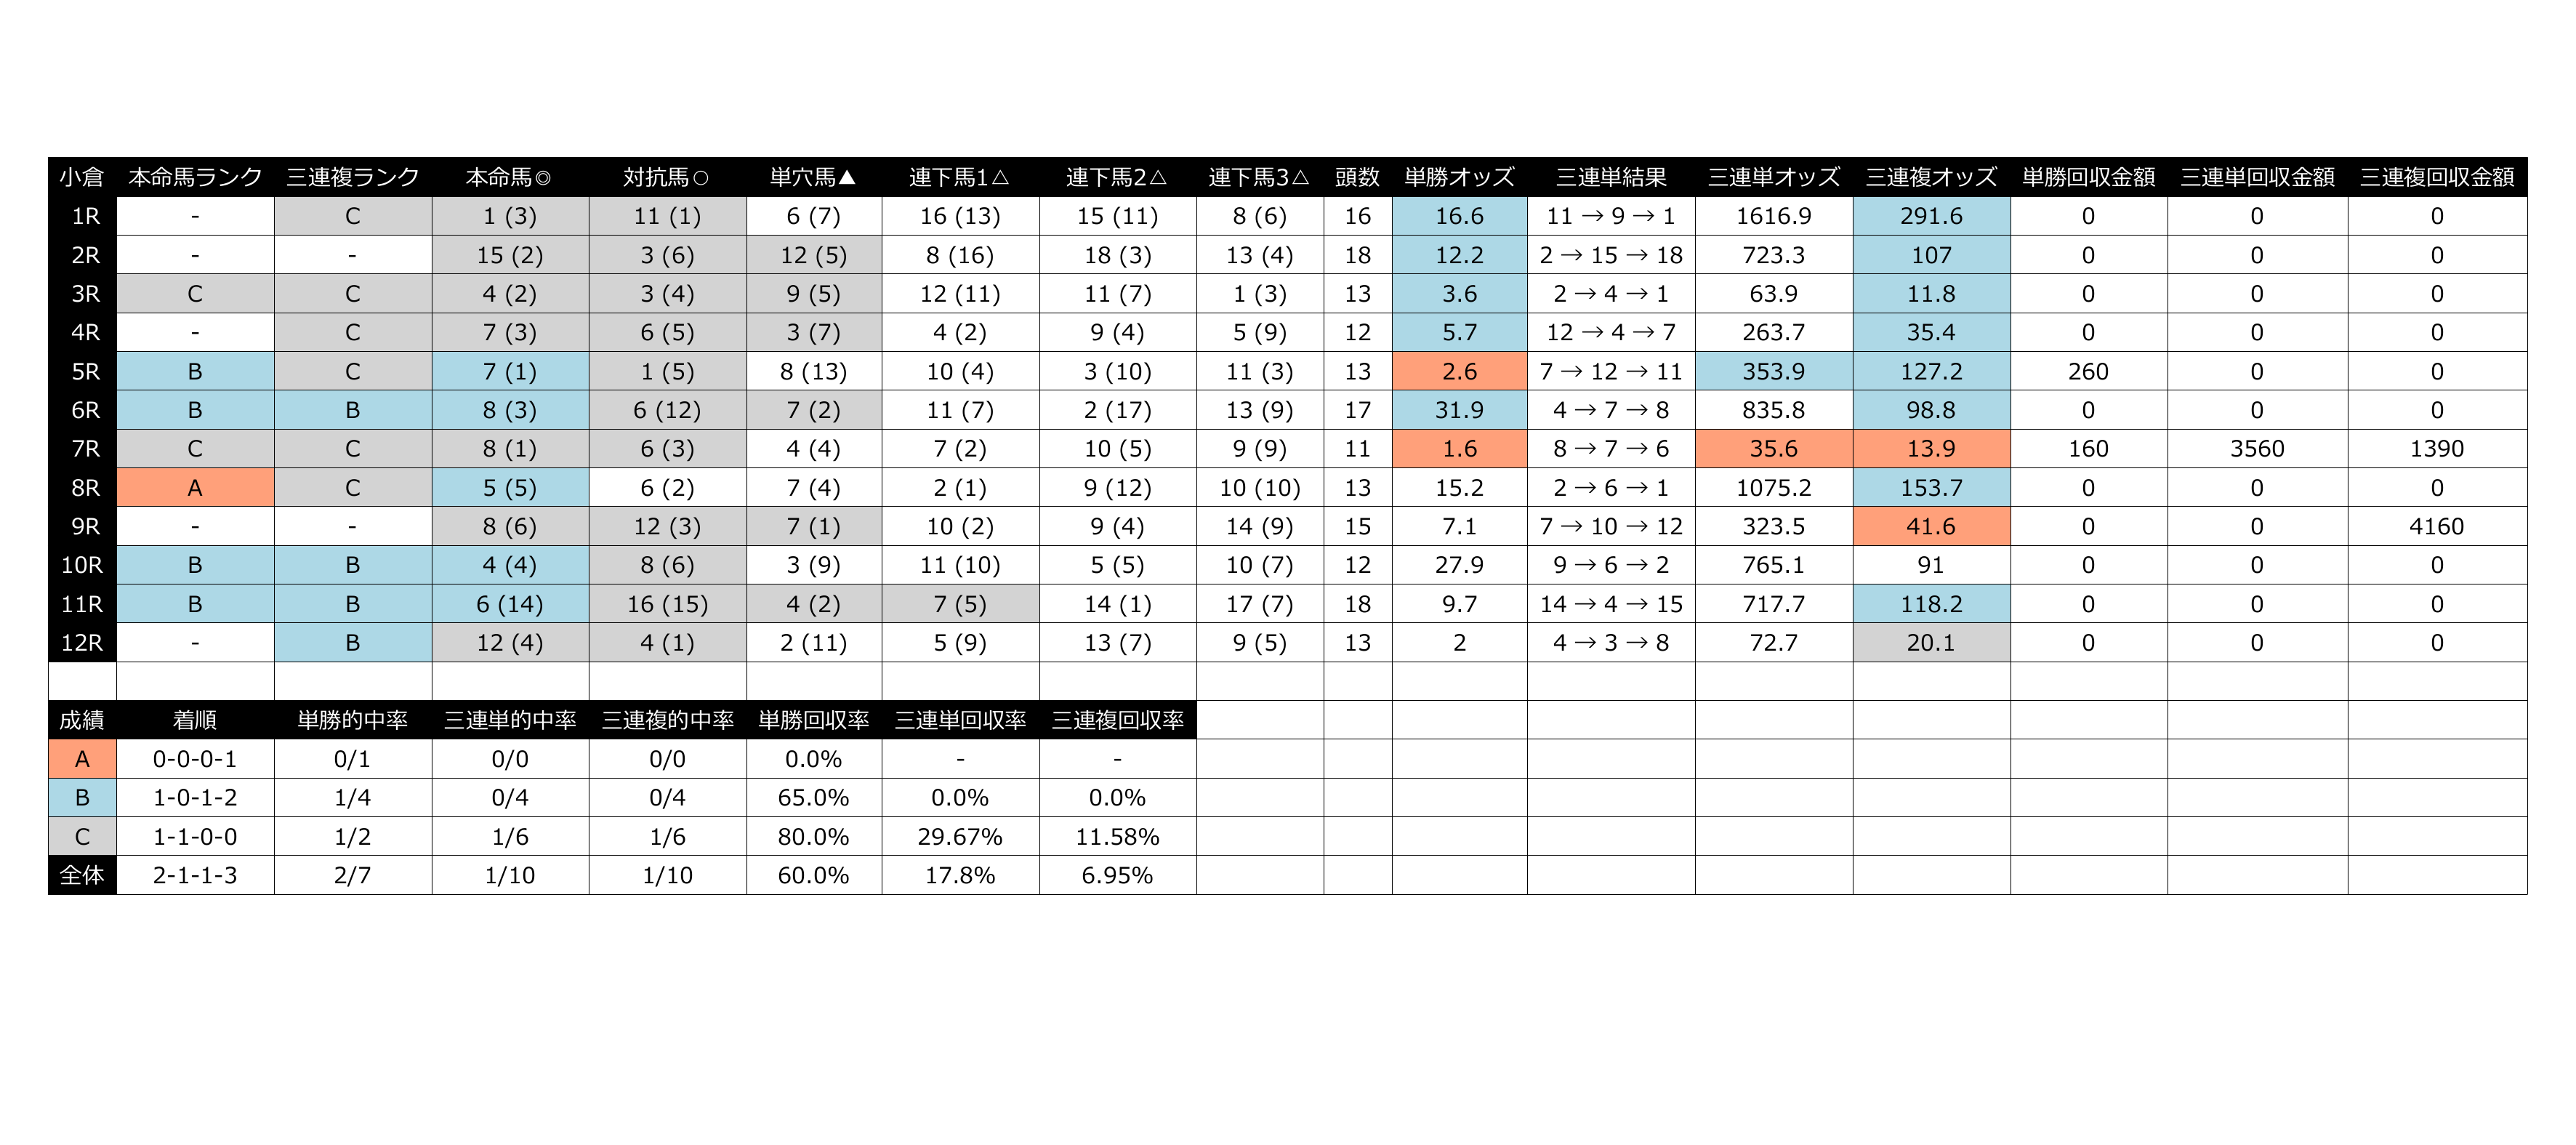 小倉 本命馬ランク 三連複ランク 本命馬◎ 対抗馬○ 単穴馬▲ 連下馬1△ 連下馬2△ 連下馬3△ 頭数 単勝オッズ 三連単結果 三連単オッズ 三連複オッズ 単勝回収金額 三連単回収金額 三連複回収金額
1R - C 1 (3) 11 (1) 6 (7) 16 (13) 15 (11) 8 (6) 16 16.6 11 → 9 → 1 1616.9 291.6 0 0 0
2R - - 15 (2) 3 (6) 12 (5) 8 (16) 18 (3) 13 (4) 18 12.2 2 → 15 → 18 723.3 107 0 0 0
3R C C 4 (2) 3 (4) 9 (5) 12 (11) 11 (7) 1 (3) 13 3.6 2 → 4 → 1 63.9 11.8 0 0 0
4R - C 7 (3) 6 (5) 3 (7) 4 (2) 9 (4) 5 (9) 12 5.7 12 → 4 → 7 263.7 35.4 0 0 0
5R B C 7 (1) 1 (5) 8 (13) 10 (4) 3 (10) 11 (3) 13 2.6 7 → 12 → 11 353.9 127.2 260 0 0
6R B B 8 (3) 6 (12) 7 (2) 11 (7) 2 (17) 13 (9) 17 31.9 4 → 7 → 8 835.8 98.8 0 0 0
7R C C 8 (1) 6 (3) 4 (4) 7 (2) 10 (5) 9 (9) 11 1.6 8 → 7 → 6 35.6 13.9 160 3560 1390
8R A C 5 (5) 6 (2) 7 (4) 2 (1) 9 (12) 10 (10) 13 15.2 2 → 6 → 1 1075.2 153.7 0 0 0
9R - - 8 (6) 12 (3) 7 (1) 10 (2) 9 (4) 14 (9) 15 7.1 7 → 10 → 12 323.5 41.6 0 0 4160
10R B B 4 (4) 8 (6) 3 (9) 11 (10) 5 (5) 10 (7) 12 27.9 9 → 6 → 2 765.1 91 0 0 0
11R B B 6 (14) 16 (15) 4 (2) 7 (5) 14 (1) 17 (7) 18 9.7 14 → 4 → 15 717.7 118.2 0 0 0
12R - B 12 (4) 4 (1) 2 (11) 5 (9) 13 (7) 9 (5) 13 2 4 → 3 → 8 72.7 20.1 0 0 0
成績 着順 単勝的中率 三連単的中率 三連複的中率 単勝回収率 三連単回収率 三連複回収率
A 0-0-0-1 0/1 0/0 0/0 0.0% - -
B 1-0-1-2 1/4 0/4 0/4 65.0% 0.0% 0.0%
C 1-1-0-0 1/2 1/6 1/6 80.0% 29.67% 11.58%
全体 2-1-1-3 2/7 1/10 1/10 60.0% 17.8% 6.95%